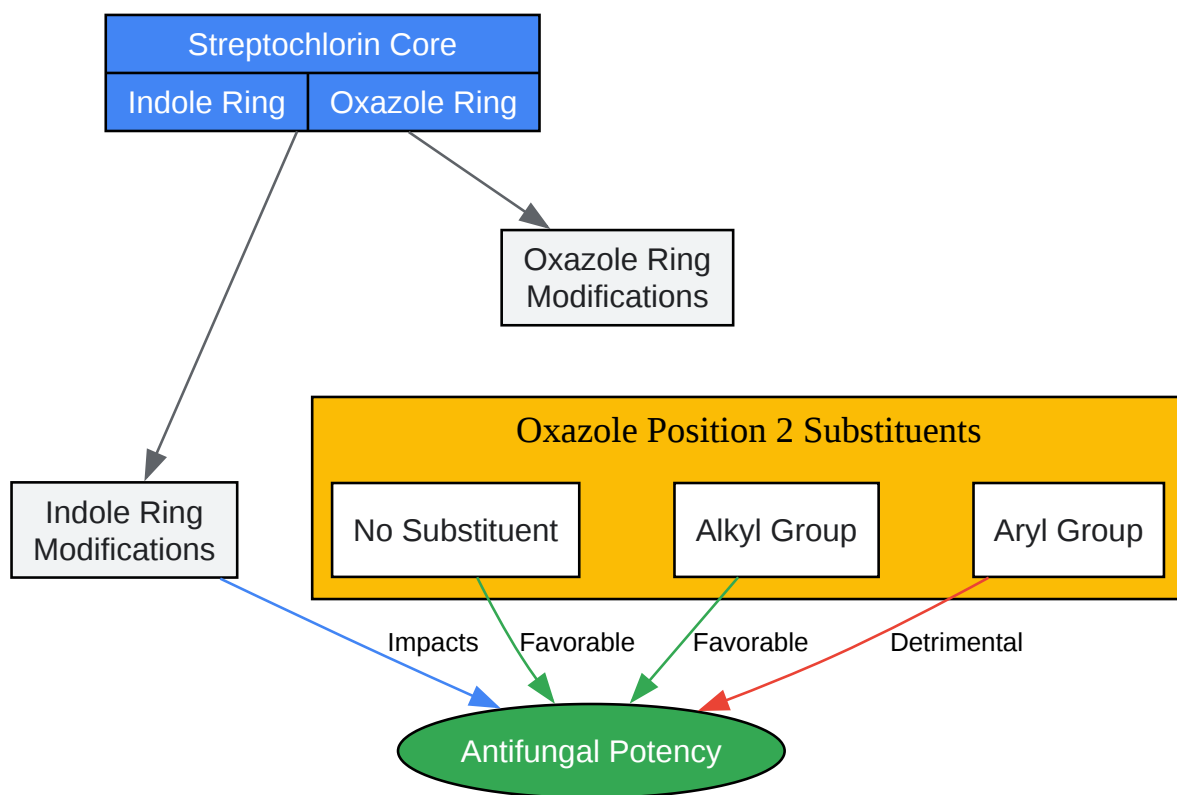 Streptochlorin Core
Indole Ring
Oxazole Ring
Oxazole Ring
Modifications
Oxazole Position 2 Substituents
Indole Ring
Modifications
No Substituent
Alkyl Group
Aryl Group
Impacts
Favorable
Favorable
Detrimental
Antifungal Potency